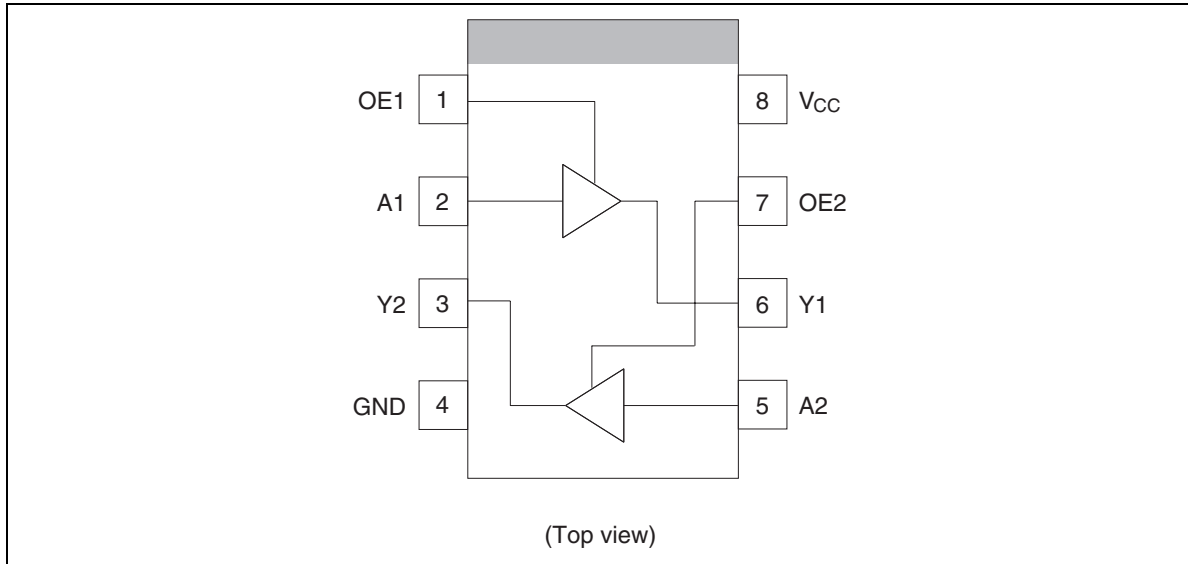 OE1 1 8 VCC
A1 2 7 OE2
Y2 3 6 Y1
GND 4 5 A2
(Top view)